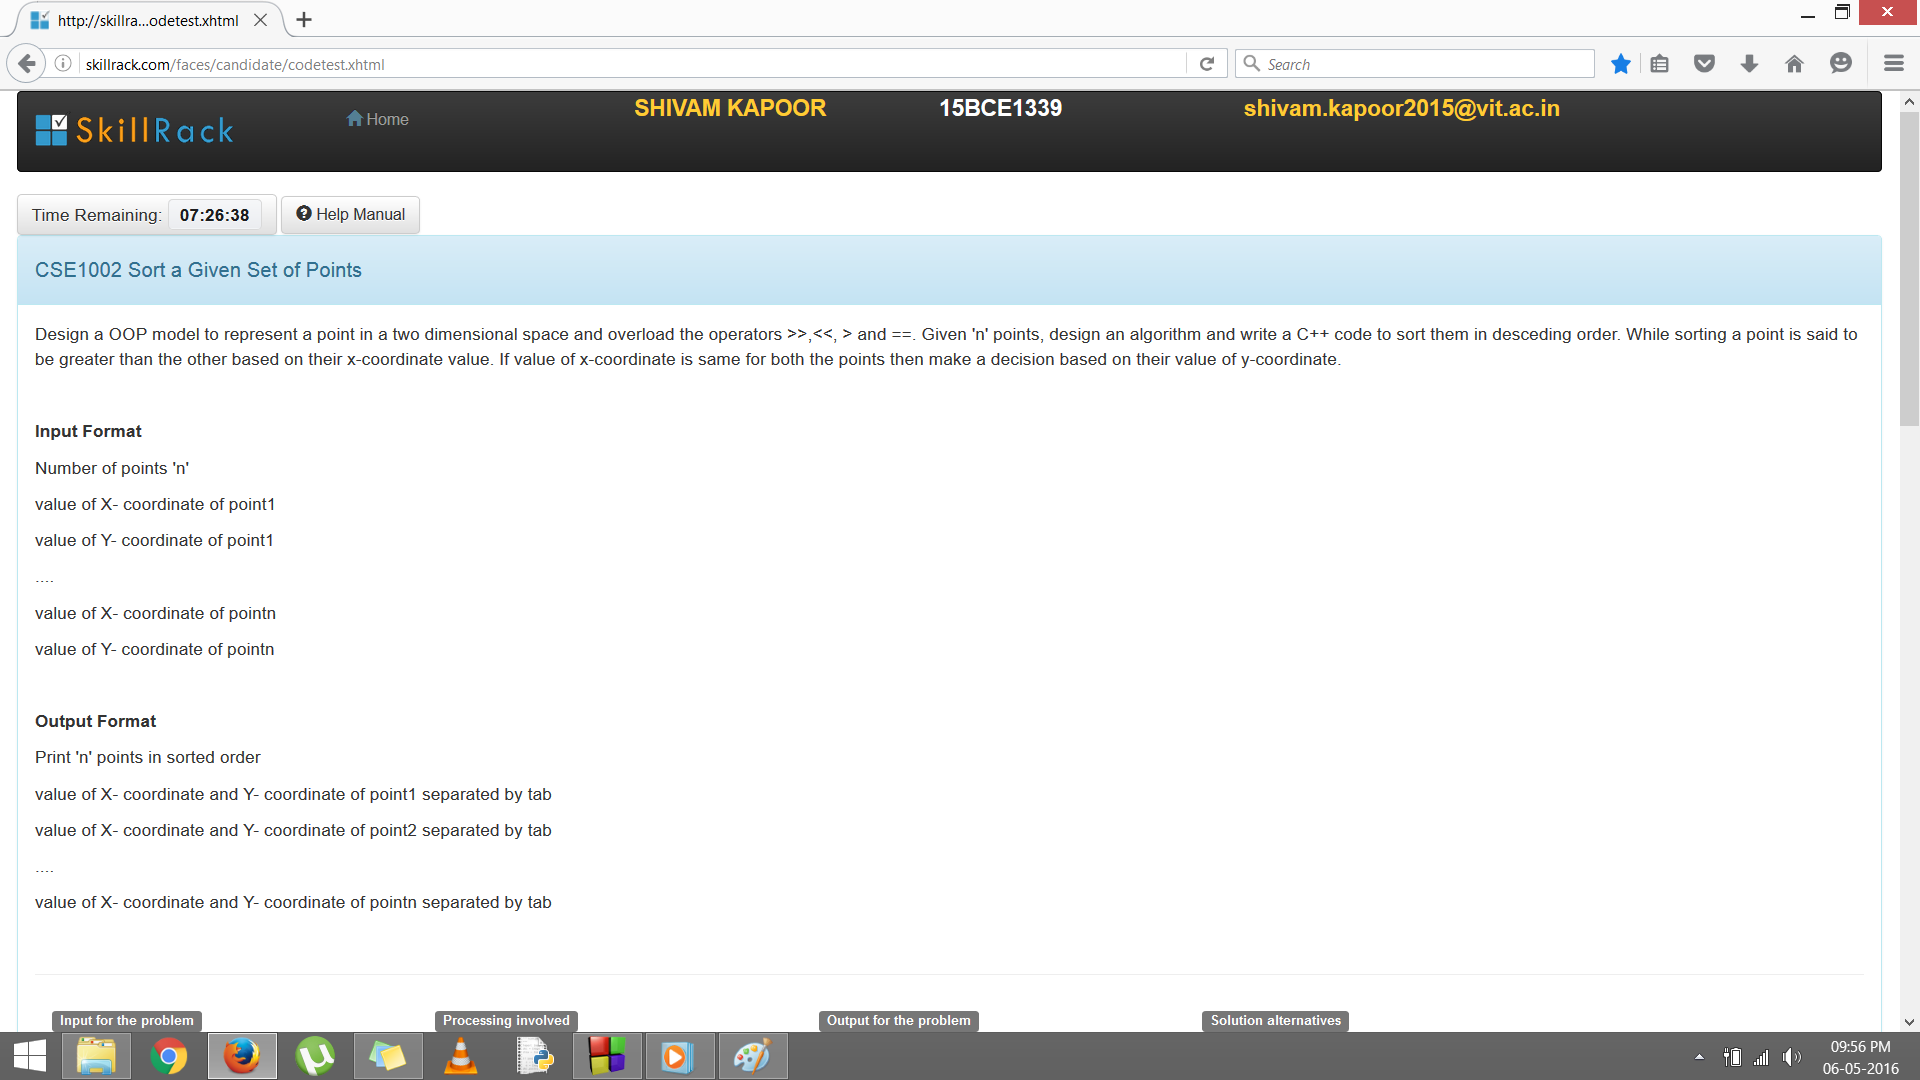 http://skillra...odetest.xhtml
skillrack.com/faces/candidate/codetest.xhtml
Search
SkillRack
Home
SHIVAM KAPOOR
15BCE1339
shivam.kapoor2015@vit.ac.in
Time Remaining: 07:26:38
Help Manual
CSE1002 Sort a Given Set of Points
Design a OOP model to represent a point in a two dimensional space and overload the operators >>,<<, > and ==. Given 'n' points, design an algorithm and write a C++ code to sort them in desceding order. While sorting a point is said to
be greater than the other based on their x-coordinate value. If value of x-coordinate is same for both the points then make a decision based on their value of y-coordinate.
Input Format
Number of points 'n'
value of X- coordinate of point1
value of Y- coordinate of point1
....
value of X- coordinate of pointn
value of Y- coordinate of pointn
Output Format
Print 'n' points in sorted order
value of X- coordinate and Y- coordinate of point1 separated by tab
value of X- coordinate and Y- coordinate of point2 separated by tab
....
value of X- coordinate and Y- coordinate of pointn separated by tab
Input for the problem
Processing involved
Output for the problem
Solution alternatives
09:56 PM
06-05-2016